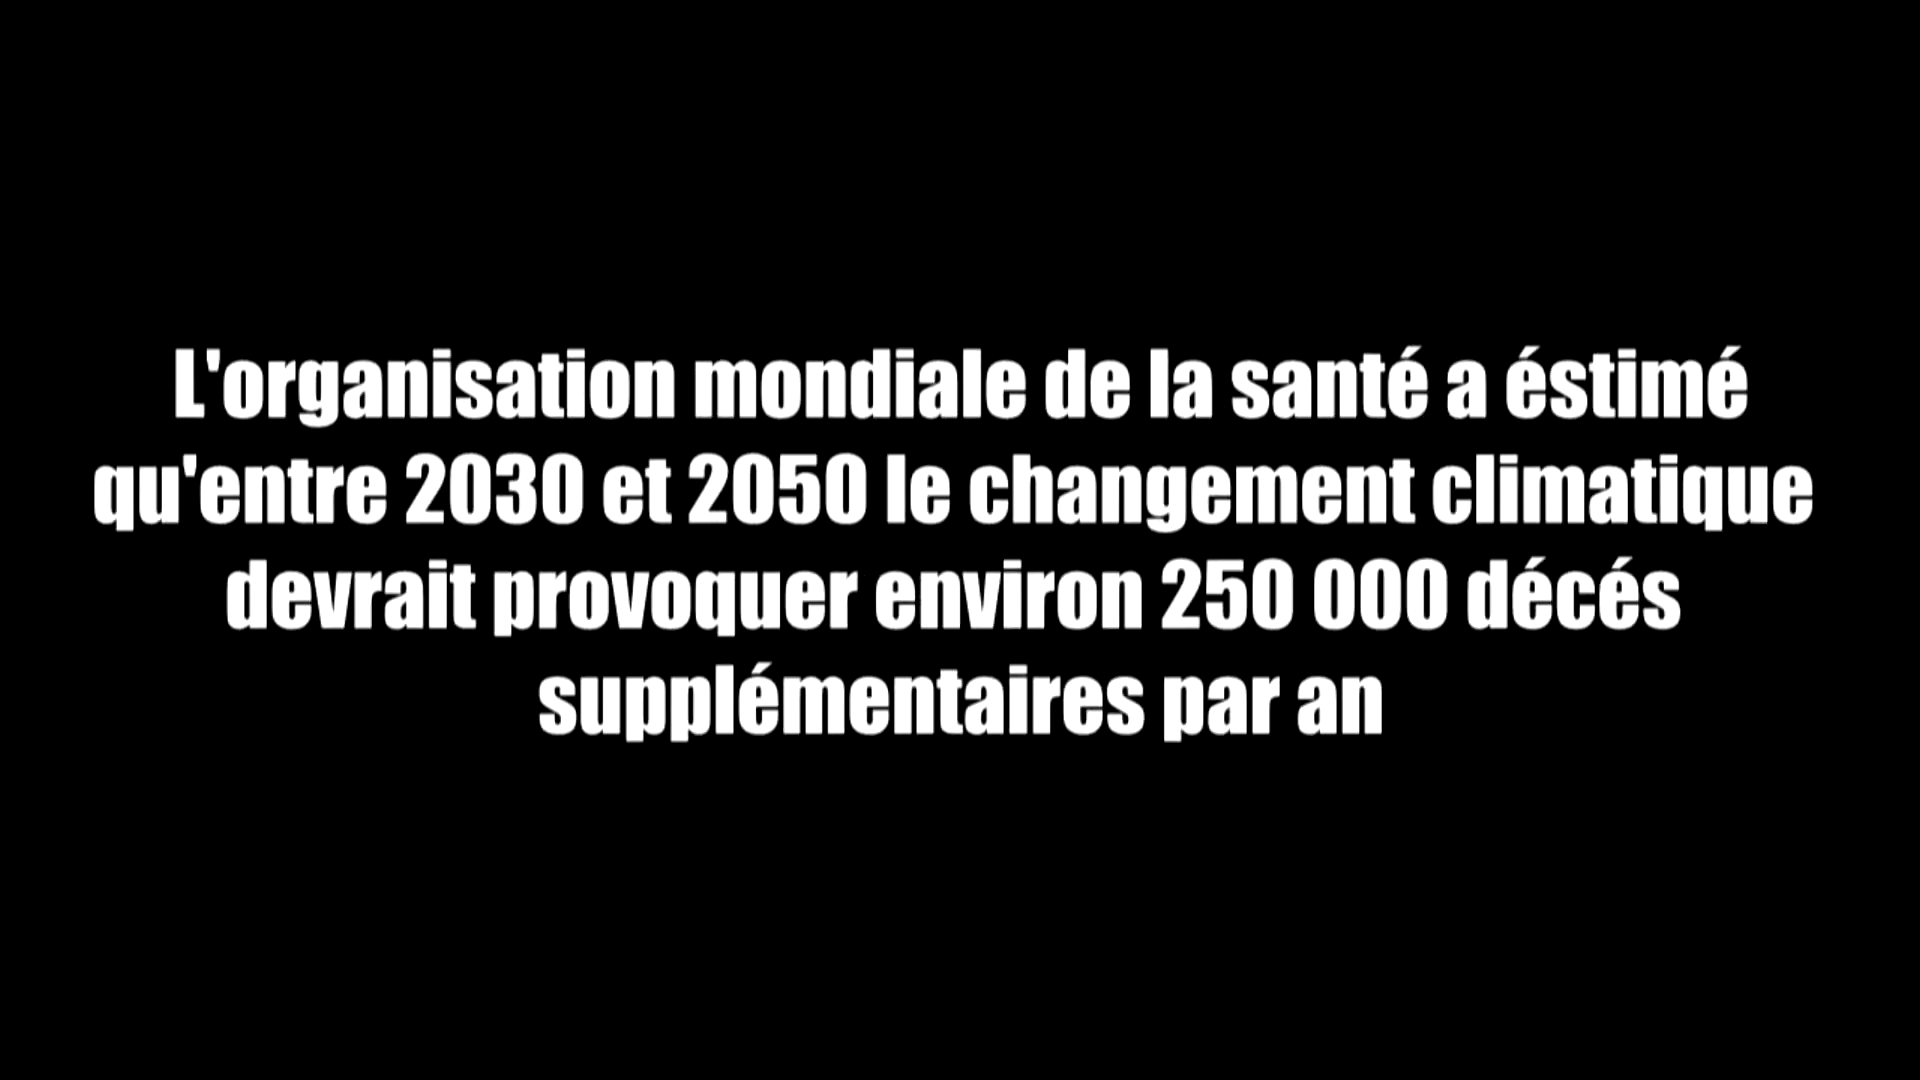 L'organisation mondiale de la santé a éstimé
qu'entre 2030 et 2050 le changement climatique
devrait provoquer environ 250 000 décés
supplémentaires par an